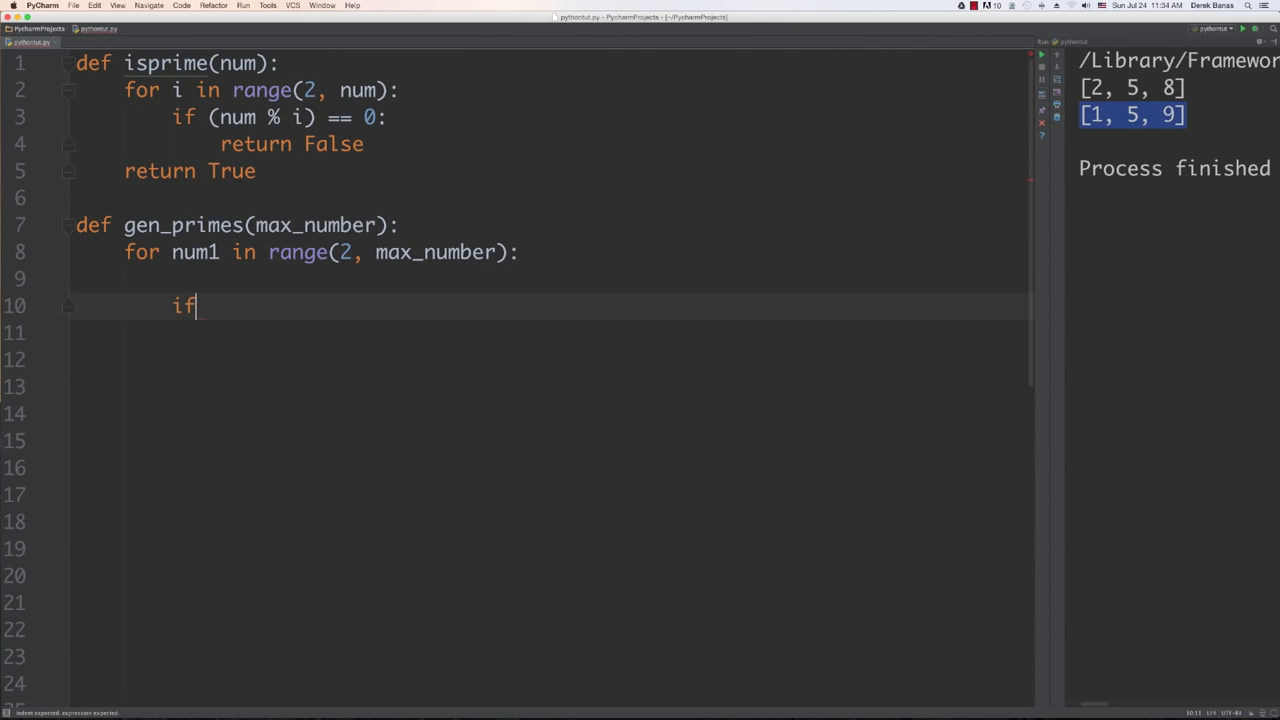 PyCharm File Edit View Navigate Code Refactor Run Tools VCS Window Help
10 Sun Jul 24 11:34 AM Derek Banas
pythontut.py - PycharmProjects - [~/PycharmProjects]
PycharmProjects pythontut.py pythontut
pythontut.py Run pythontut
1 def isprime(num):
2 for i in range(2, num):
3 if (num % i) == 0:
4 return False
5 return True
6
7 def gen_primes(max_number):
8 for num1 in range(2, max_number):
9
10 if
11
12
13
14
15
16
17
18
19
20
21
22
23
24
/Library/Framewor
[2, 5, 8]
[1, 5, 9]
Process finished
Indent expected, expression expected. 10:11 LF÷ UTF-8÷